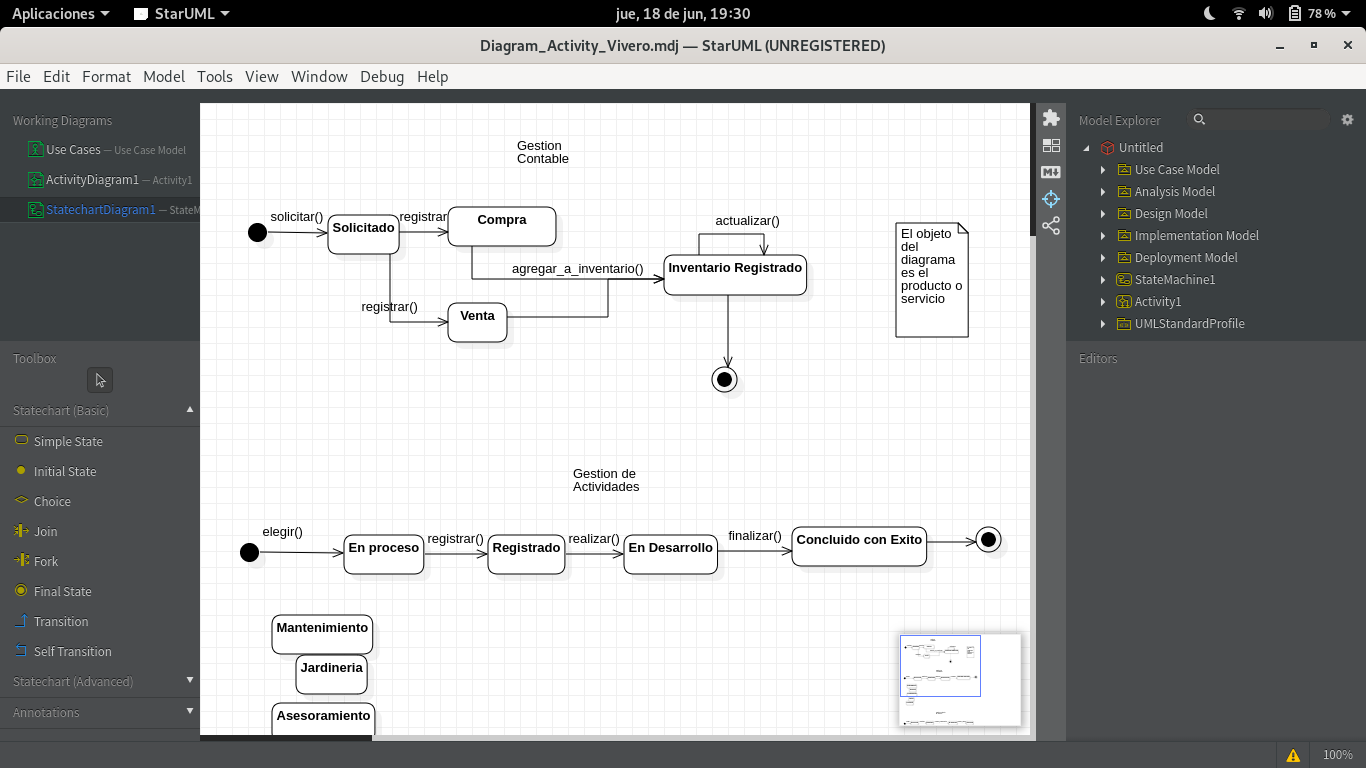 Aplicaciones
StarUML
jue, 18 de jun, 19:30
78 %
Diagram_Activity_Vivero.mdj — StarUML (UNREGISTERED)
File Edit Format Model Tools View Window Debug Help
Working Diagrams
Use Cases — Use Case Model
ActivityDiagram1 — Activity1
StatechartDiagram1 — StateM
Toolbox
Statechart (Basic)
Simple State
Initial State
Choice
Join
Fork
Final State
Transition
Self Transition
Statechart (Advanced)
Annotations
Gestion
Contable
solicitar()
Solicitado
registrar
Compra
agregar_a_inventario()
registrar()
Venta
actualizar()
Inventario Registrado
El objeto
del
diagrama
es el
producto o
servicio
Gestion de
Actividades
elegir()
En proceso
registrar()
Registrado
realizar()
En Desarrollo
finalizar()
Concluido con Exito
Mantenimiento
Jardineria
Asesoramiento
M
Model Explorer
Untitled
Use Case Model
Analysis Model
Design Model
Implementation Model
Deployment Model
StateMachine1
Activity1
UMLStandardProfile
Editors
100%